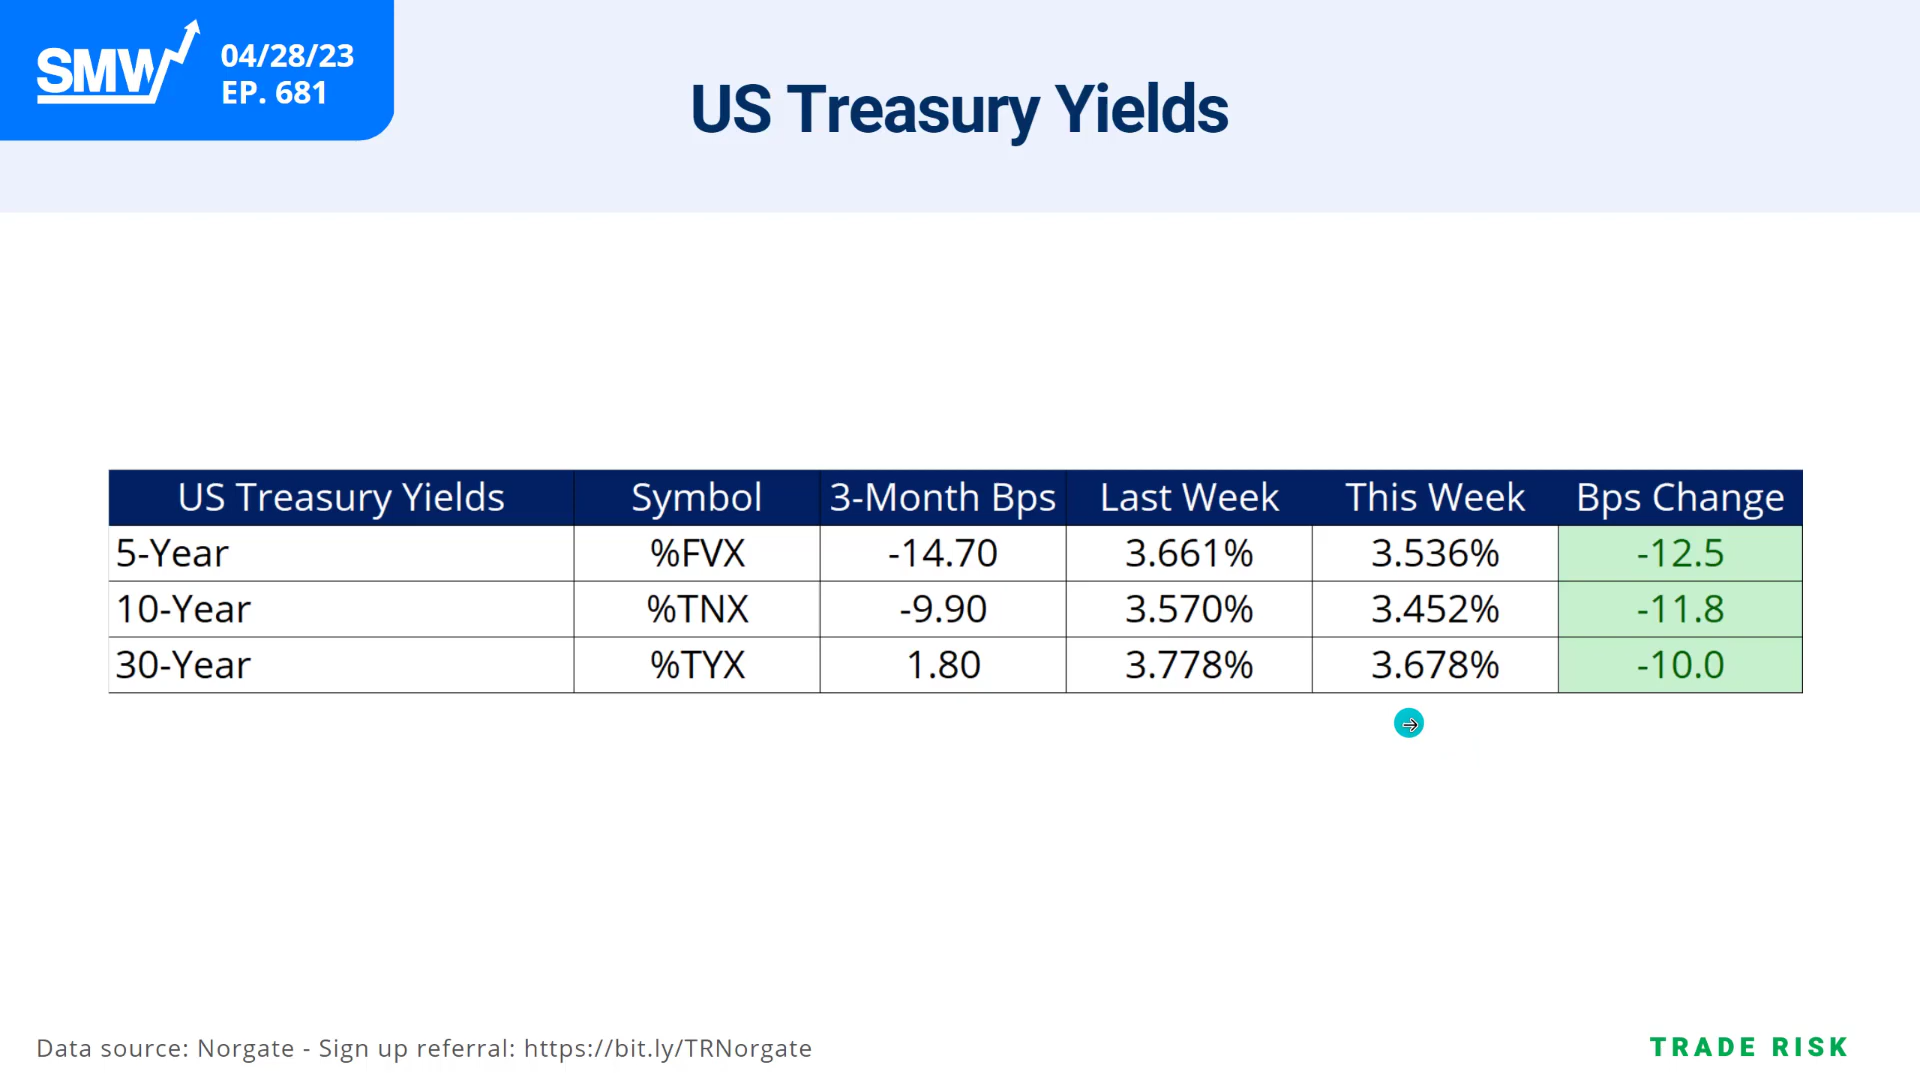 SMW
04/28/23
EP. 681
US Treasury Yields
US Treasury Yields Symbol 3-Month Bps Last Week This Week Bps Change
5-Year %FVX -14.70 3.661% 3.536% -12.5
10-Year %TNX -9.90 3.570% 3.452% -11.8
30-Year %TYX 1.80 3.778% 3.678% -10.0
Data source: Norgate - Sign up referral: https://bit.ly/TRNorgate
TRADE RISK